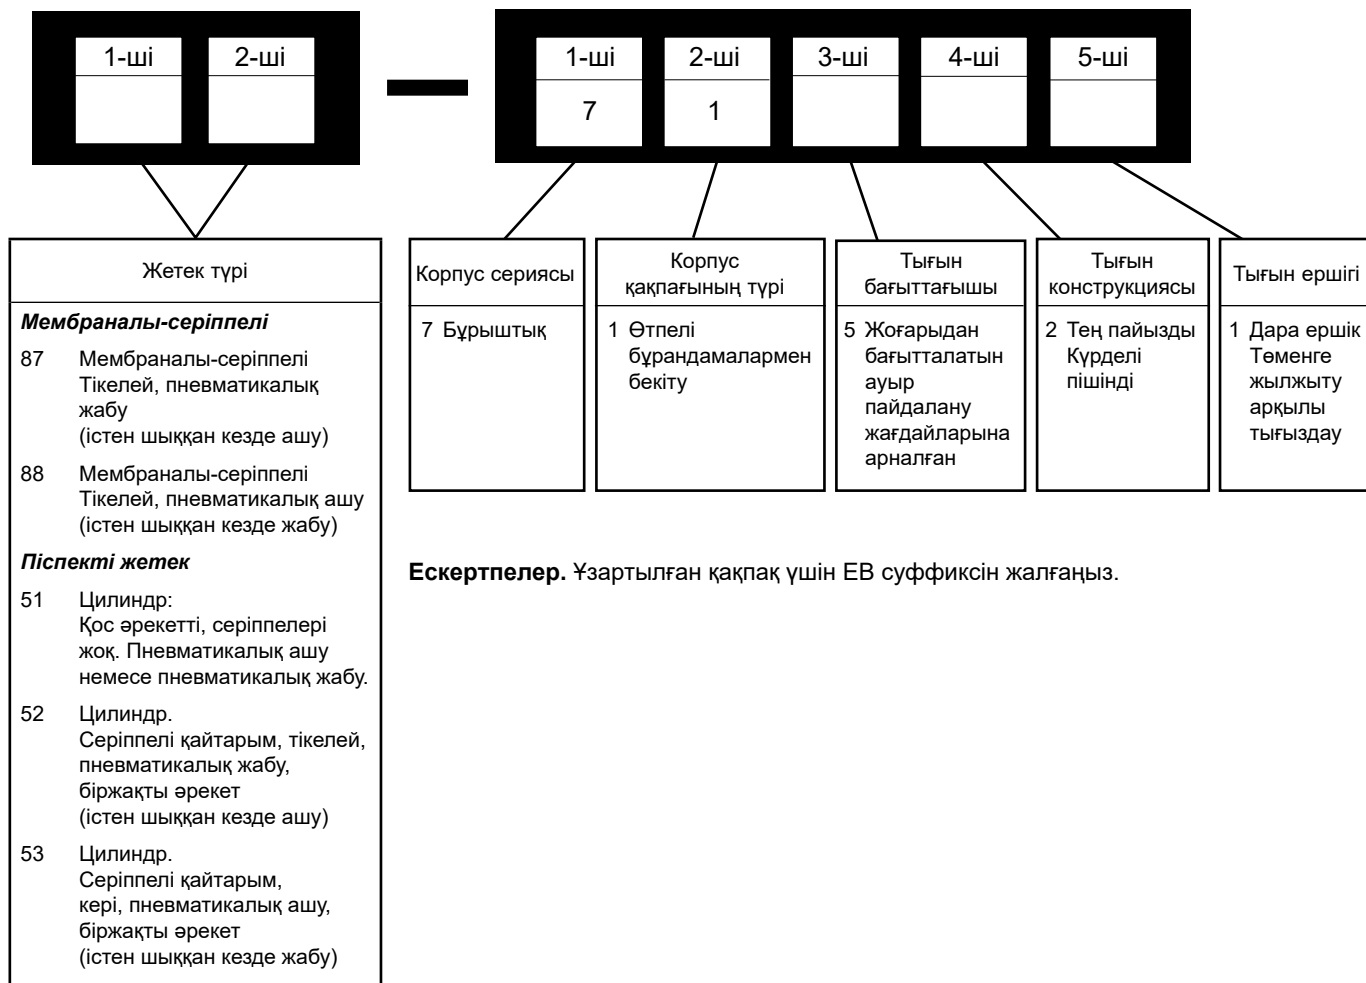 1-ші 2-ші 1-ші 2-ші 3-ші 4-ші 5-ші
7 1
Жетек түрі
Мембраналы-серіппелі
87 Мембраналы-серіппелі
Тікелей, пневматикалық
жабу
(істен шыққан кезде ашу)
88 Мембраналы-серіппелі
Тікелей, пневматикалық ашу
(істен шыққан кезде жабу)
Піспекті жетек
51 Цилиндр:
Қос әрекетті, серіппелері
жоқ. Пневматикалық ашу
немесе пневматикалық жабу.
52 Цилиндр.
Серіппелі қайтарым, тікелей,
пневматикалық жабу,
біржақты әрекет
(істен шыққан кезде ашу)
53 Цилиндр.
Серіппелі қайтарым,
кері, пневматикалық ашу,
біржақты әрекет
(істен шыққан кезде жабу)
Корпус сериясы
7 Бұрыштық
Корпус
қақпағының түрі
1 Өтпелі
бұрандамалармен
бекіту
Тығын
бағыттағышы
5 Жоғарыдан
бағытталатын
ауыр
пайдалану
жағдайларына
арналған
Тығын
конструкциясы
2 Тең пайызды
Күрделі
пішінді
Тығын ершігі
1 Дара ершік
Төменге
жылжыту
арқылы
тығыздау
Ескертпелер. Ұзартылған қақпақ үшін EB суффиксін жалғаңыз.